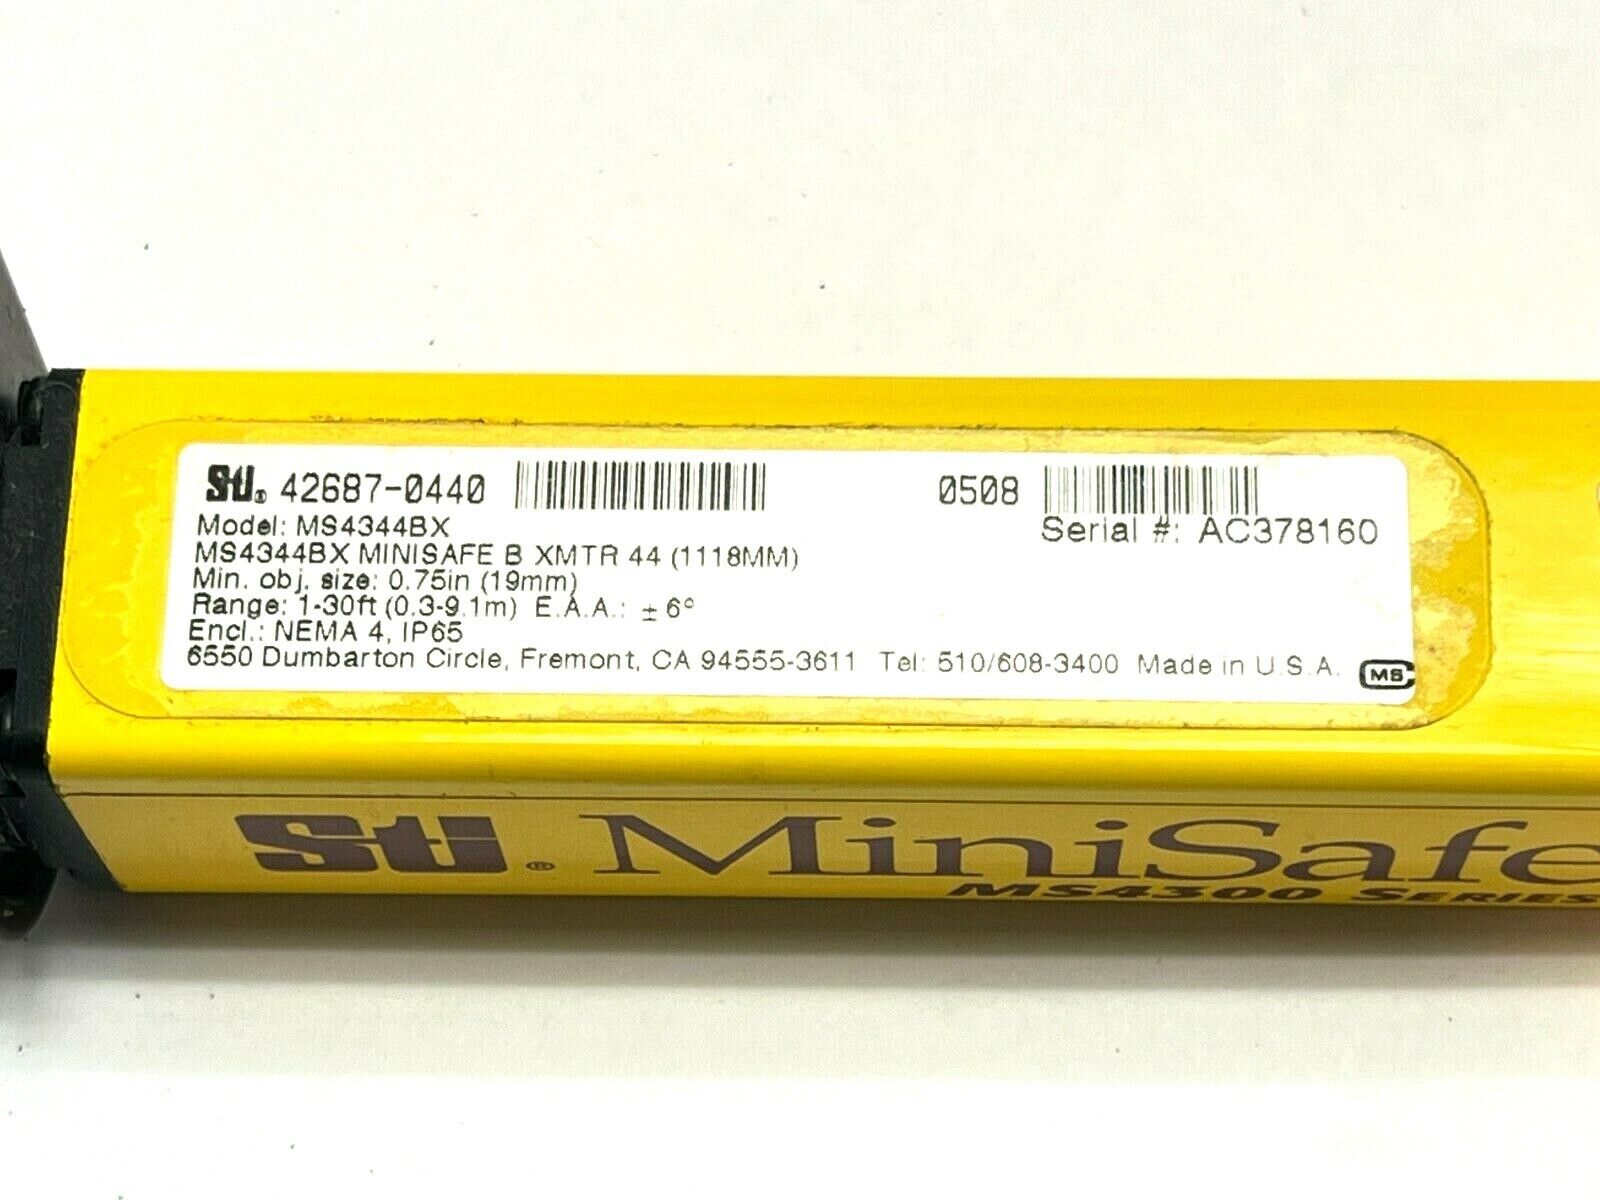 Sti® 42687-0440 0508
Model: MS4344BX Serial #: AC378160
MS4344BX MINISAFE B XMTR 44 (1118MM)
Min. obj. size: 0.75in (19mm)
Range: 1-30ft (0.3-9.1m) E.A.A.: ± 6°
Encl.: NEMA 4, IP65
6550 Dumbarton Circle, Fremont, CA 94555-3611 Tel: 510/608-3400 Made in U.S.A. MS
Sti® MiniSafe
MS4300 SERIES